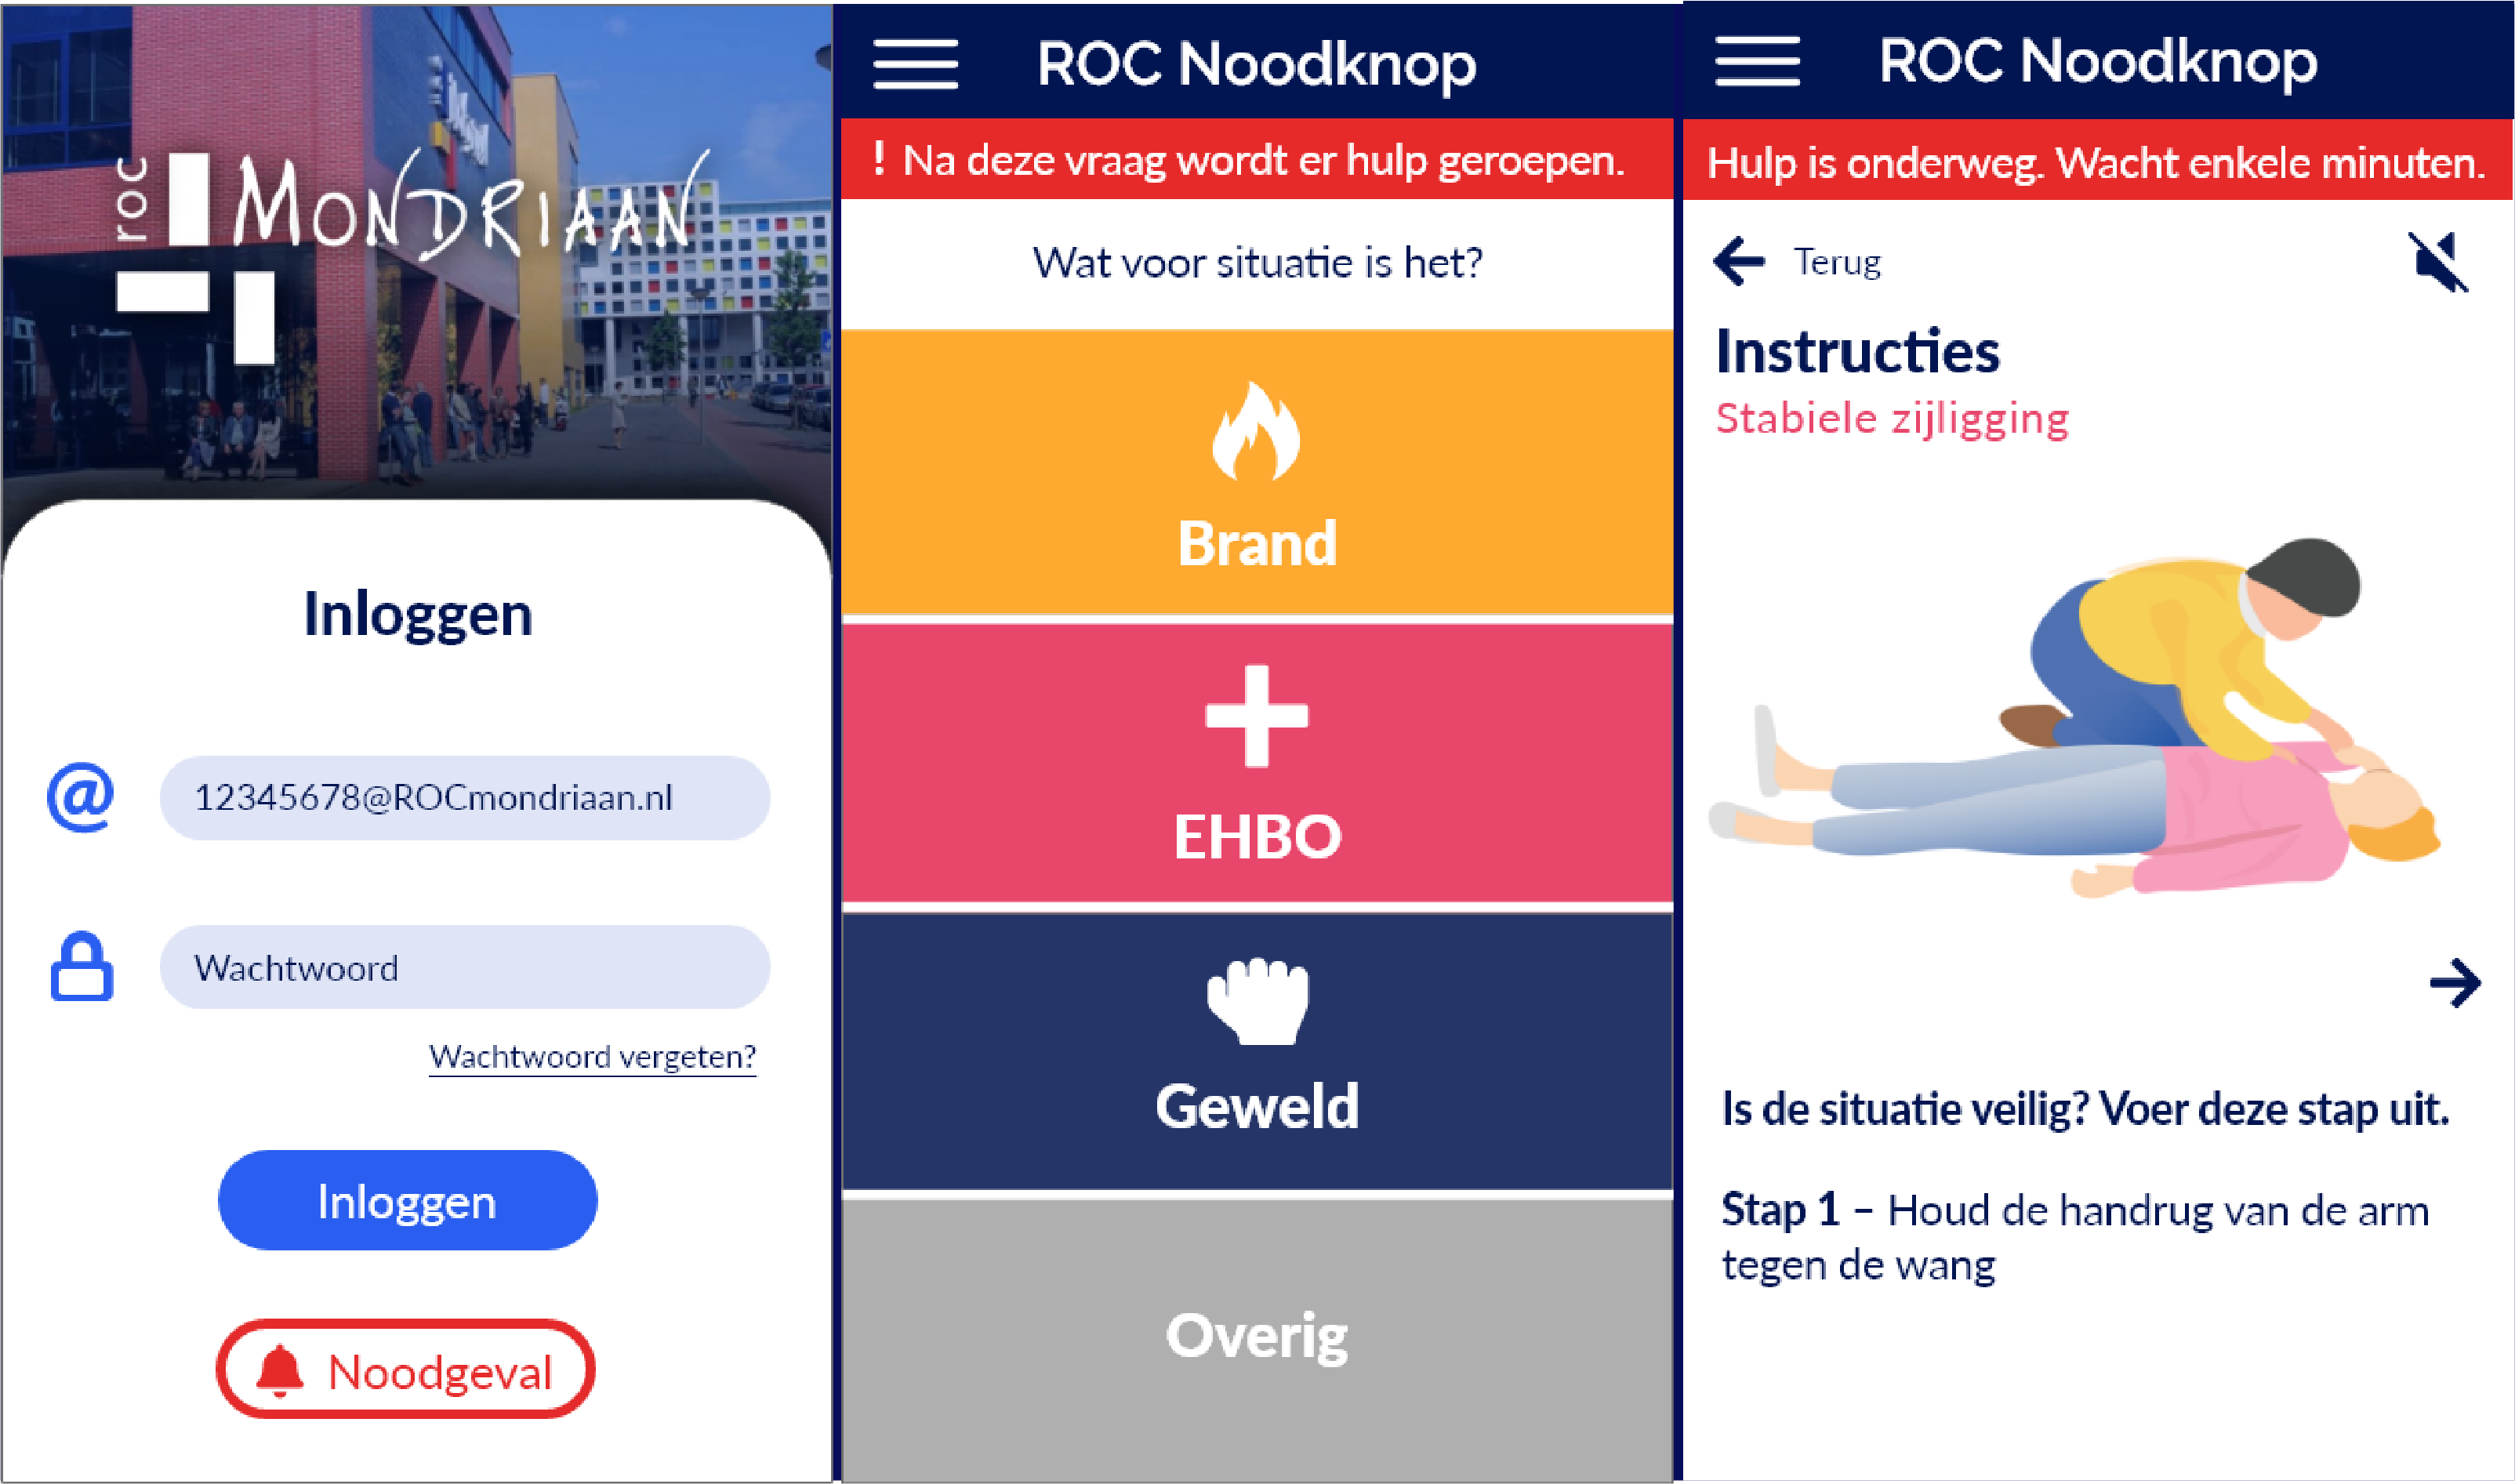 roc MONDRIAAN
Inloggen
@ 12345678@ROCmondriaan.nl
Wachtwoord
Wachtwoord vergeten?
Inloggen
Noodgeval
ROC Noodknop
! Na deze vraag wordt er hulp geroepen.
Wat voor situatie is het?
Brand
EHBO
Geweld
Overig
ROC Noodknop
Hulp is onderweg. Wacht enkele minuten.
Terug
Instructies
Stabiele zijligging
Is de situatie veilig? Voer deze stap uit.
Stap 1 – Houd de handrug van de arm
tegen de wang